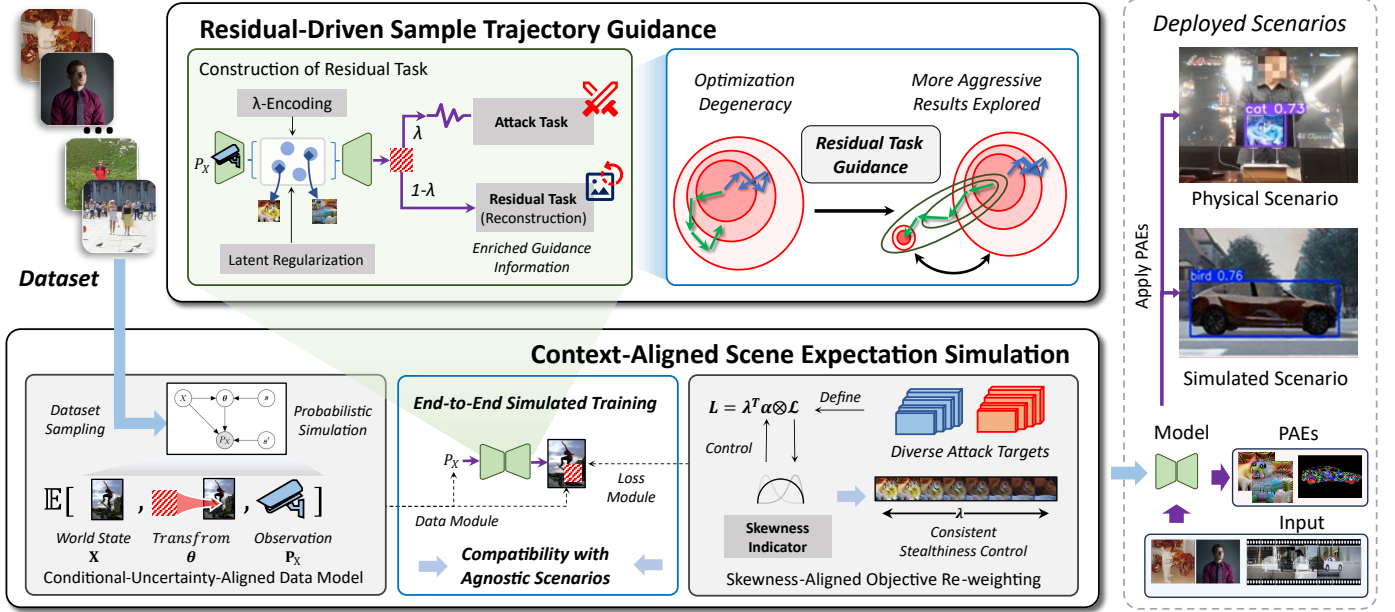 Residual-Driven Sample Trajectory Guidance
Construction of Residual Task
λ-Encoding
P_X
λ
1-λ
Attack Task
Residual Task
(Reconstruction)
Latent Regularization
Enriched Guidance
Information
Optimization
Degeneracy
More Aggressive
Results Explored
Residual Task
Guidance
...
Dataset
Context-Aligned Scene Expectation Simulation
Dataset
Sampling
X
θ
s
P_X
s'
Probabilistic
Simulation
𝔼[ , , ]
World State
X
Transfrom
θ
Observation
P_X
Conditional-Uncertainty-Aligned Data Model
End-to-End Simulated Training
P_X
Loss
Module
Data Module
Compatibility with
Agnostic Scenarios
L = λ^T α⊗ℒ
Define
Control
Diverse Attack Targets
Skewness
Indicator
λ
Consistent
Stealthiness Control
Skewness-Aligned Objective Re-weighting
Deployed Scenarios
cat 0.73
Physical Scenario
bird 0.76
Simulated Scenario
Apply PAEs
Model
PAEs
Input